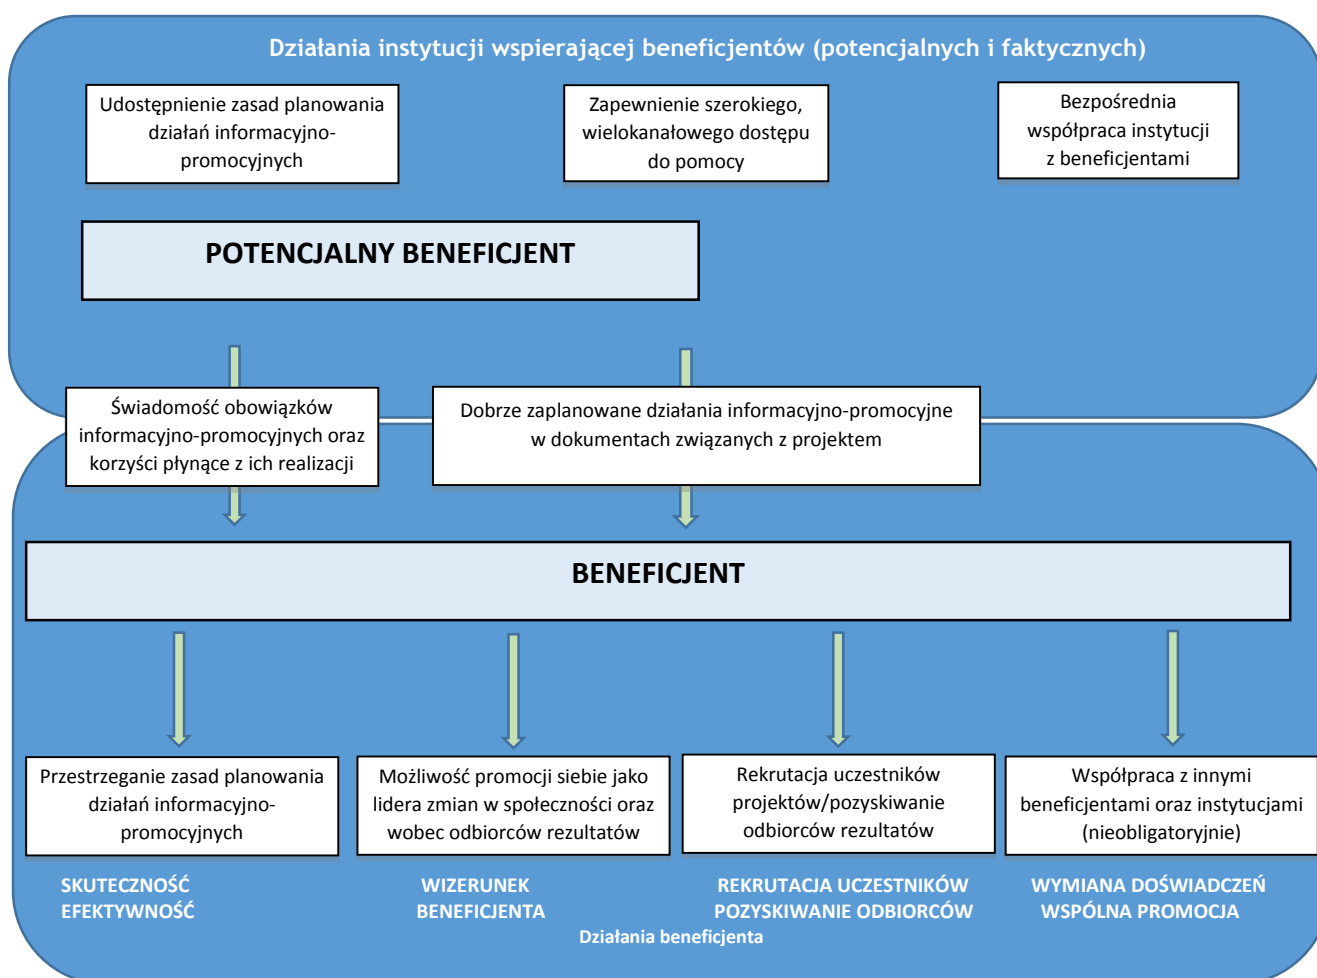 Działania instytucji wspierającej beneficjentów (potencjalnych i faktycznych)
Udostępnienie zasad planowania
działań informacyjno-
promocyjnych
Zapewnienie szerokiego,
wielokanałowego dostępu
do pomocy
Bezpośrednia
współpraca instytucji
z beneficjentami
POTENCJALNY BENEFICJENT
Świadomość obowiązków
informacyjno-promocyjnych oraz
korzyści płynące z ich realizacji
Dobrze zaplanowane działania informacyjno-promocyjne
w dokumentach związanych z projektem
BENEFICJENT
Przestrzeganie zasad planowania
działań informacyjno-
promocyjnych
Możliwość promocji siebie jako
lidera zmian w społeczności oraz
wobec odbiorców rezultatów
Rekrutacja uczestników
projektów/pozyskiwanie
odbiorców rezultatów
Współpraca z innymi
beneficjentami oraz instytucjami
(nieobligatoryjnie)
SKUTECZNOŚĆ
EFEKTYWNOŚĆ
WIZERUNEK
BENEFICJENTA
REKRUTACJA UCZESTNIKÓW
POZYSKIWANIE ODBIORCÓW
WYMIANA DOŚWIADCZEŃ
WSPÓLNA PROMOCJA
Działania beneficjenta